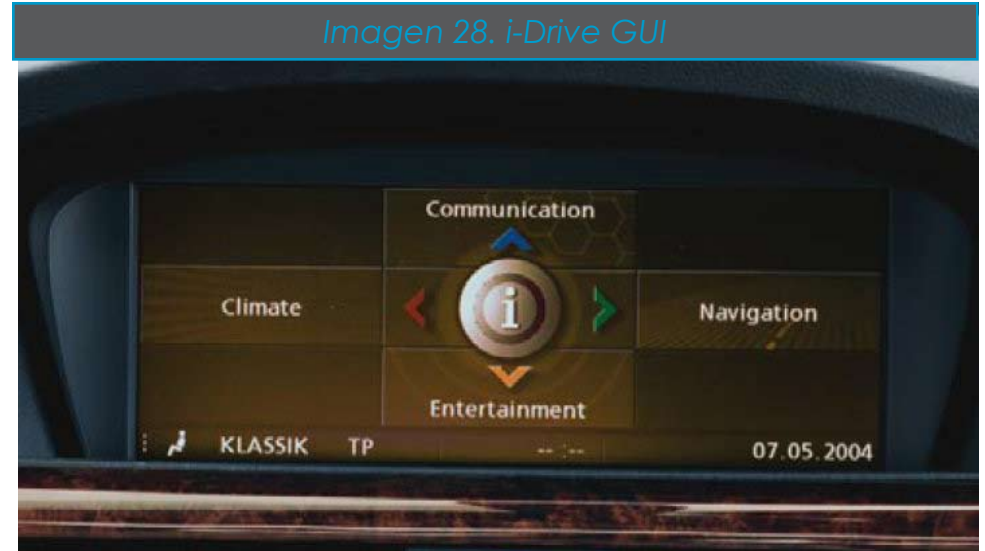 Imagen 28. i-Drive GUI
Communication
Climate
i
Navigation
Entertainment
KLASSIK TP -- :-- 07.05.2004